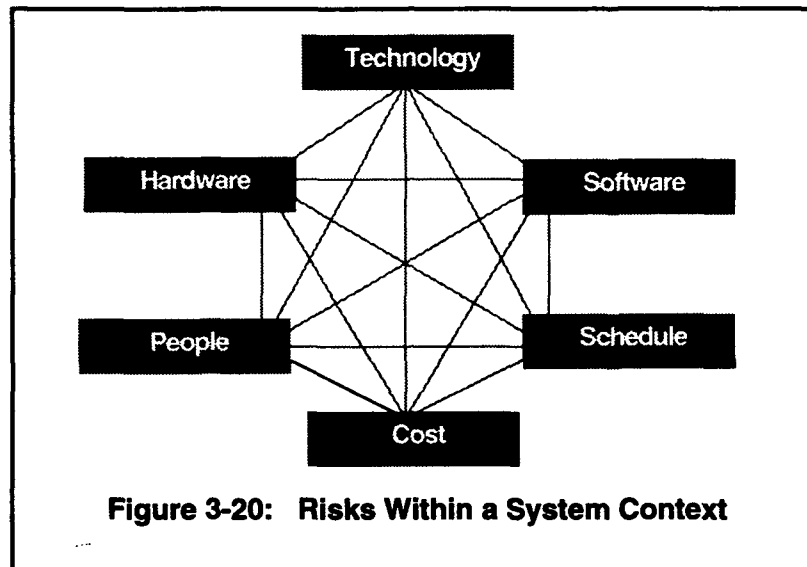 Technology
Hardware
Software
People
Schedule
Cost
Figure 3-20: Risks Within a System Context